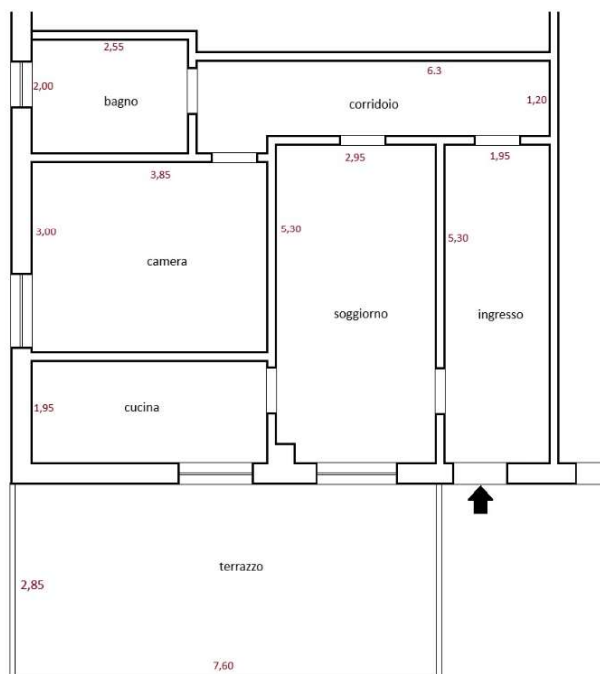 2,55
6.3
2,00
bagno
corridoio
1,20
3,85
2,95
1,95
3,00
5,30
5,30
camera
soggiorno
ingresso
1,95
cucina
terrazzo
2,85
7,60